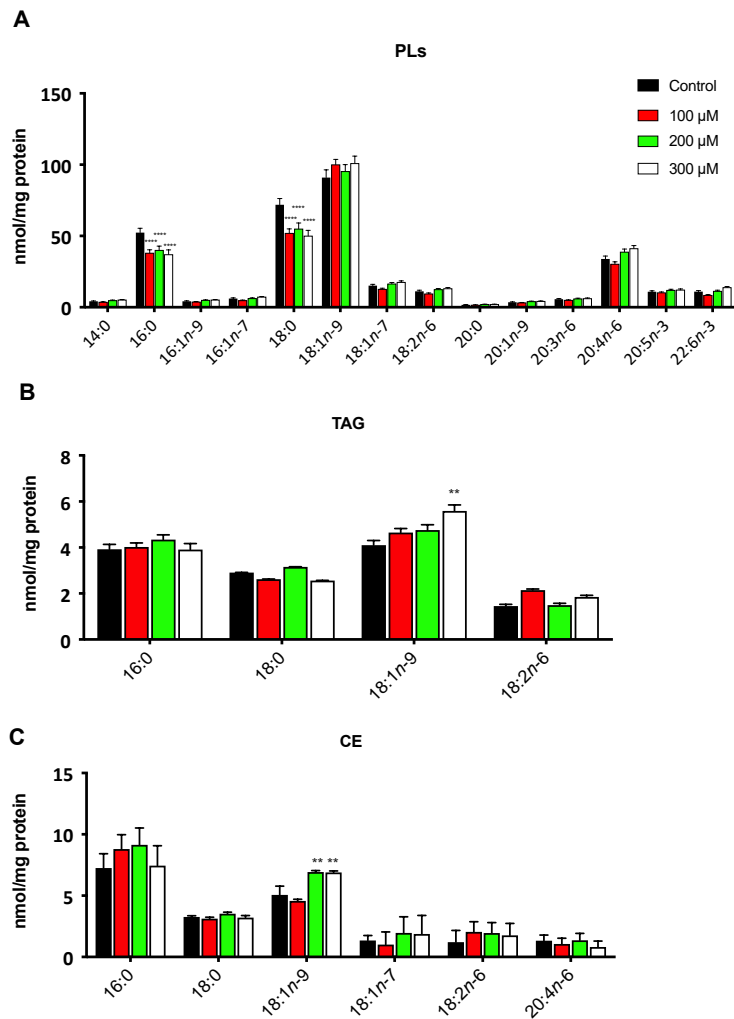 A
PLs
nmol/mg protein
150
100
50
0
Control
100 µM
200 µM
300 µM
****
****
****
****
****
****
14:0
16:0
16:1n-9
16:1n-7
18:0
18:1n-9
18:1n-7
18:2n-6
20:0
20:1n-9
20:3n-6
20:4n-6
20:5n-3
22:6n-3
B
TAG
nmol/mg protein
8
6
4
2
0
**
16:0
18:0
18:1n-9
18:2n-6
C
CE
nmol/mg protein
15
10
5
0
** **
16:0
18:0
18:1n-9
18:1n-7
18:2n-6
20:4n-6